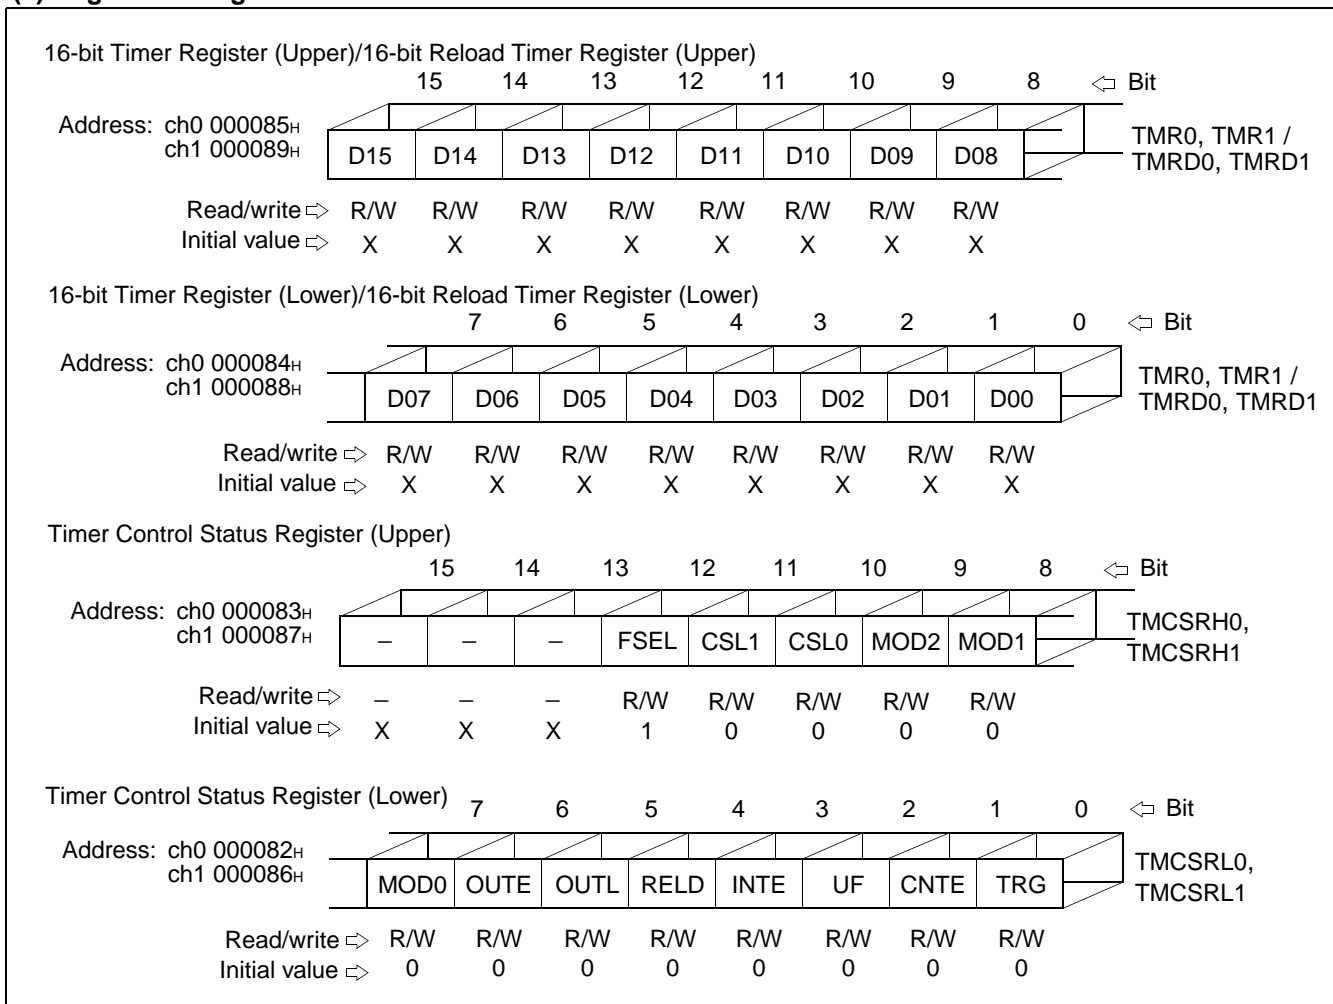 16-bit Timer Register (Upper)/16-bit Reload Timer Register (Upper)
15 14 13 12 11 10 9 8 ⇦ Bit
Address: ch0 000085H
ch1 000089H
D15 D14 D13 D12 D11 D10 D09 D08
TMR0, TMR1 /
TMRD0, TMRD1
Read/write ⇨ R/W R/W R/W R/W R/W R/W R/W R/W
Initial value ⇨ X X X X X X X X
16-bit Timer Register (Lower)/16-bit Reload Timer Register (Lower)
7 6 5 4 3 2 1 0 ⇦ Bit
Address: ch0 000084H
ch1 000088H
D07 D06 D05 D04 D03 D02 D01 D00
TMR0, TMR1 /
TMRD0, TMRD1
Read/write ⇨ R/W R/W R/W R/W R/W R/W R/W R/W
Initial value ⇨ X X X X X X X X
Timer Control Status Register (Upper)
15 14 13 12 11 10 9 8 ⇦ Bit
Address: ch0 000083H
ch1 000087H
– – – FSEL CSL1 CSL0 MOD2 MOD1
TMCSRH0,
TMCSRH1
Read/write ⇨ – – – R/W R/W R/W R/W R/W
Initial value ⇨ X X X 1 0 0 0 0
Timer Control Status Register (Lower)
7 6 5 4 3 2 1 0 ⇦ Bit
Address: ch0 000082H
ch1 000086H
MOD0 OUTE OUTL RELD INTE UF CNTE TRG
TMCSRL0,
TMCSRL1
Read/write ⇨ R/W R/W R/W R/W R/W R/W R/W R/W
Initial value ⇨ 0 0 0 0 0 0 0 0